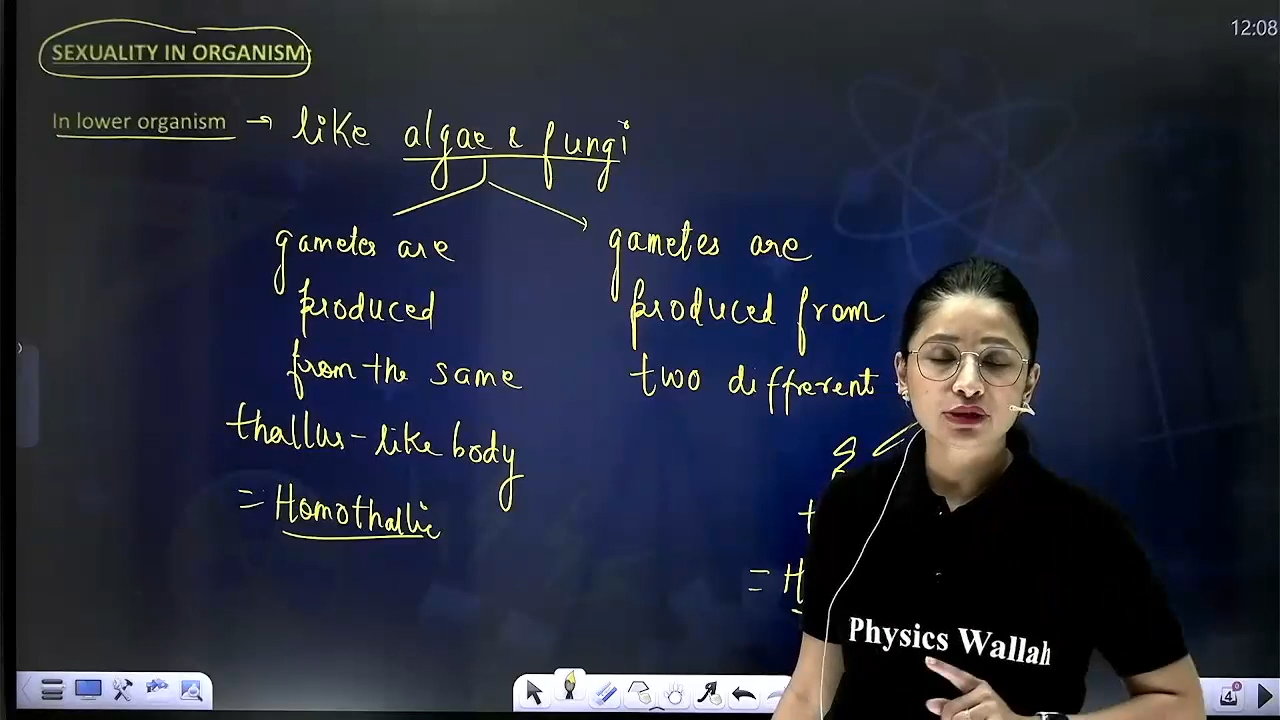 12:08
SEXUALITY IN ORGANISM
In lower organism → like algae & fungi
gametes are
produced
from the same
thallus-like body
= Homothallic
gametes are
produced from
two different
= H
Physics Wallah
4